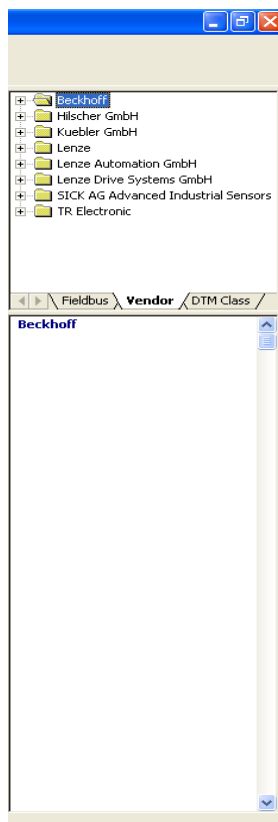 Beckhoff
Hilscher GmbH
Kuebler GmbH
Lenze
Lenze Automation GmbH
Lenze Drive Systems GmbH
SICK AG Advanced Industrial Sensors
TR Electronic
Fieldbus Vendor DTM Class
Beckhoff